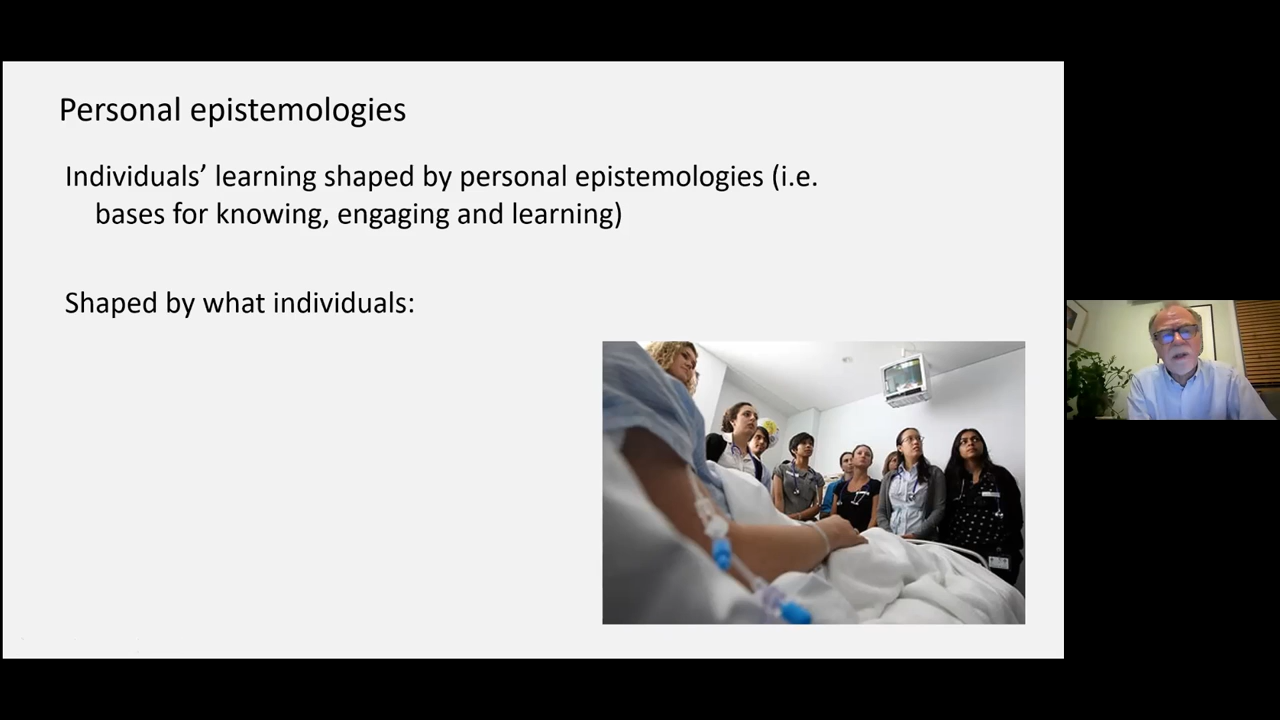 Personal epistemologies
Individuals’ learning shaped by personal epistemologies (i.e.
bases for knowing, engaging and learning)
Shaped by what individuals: